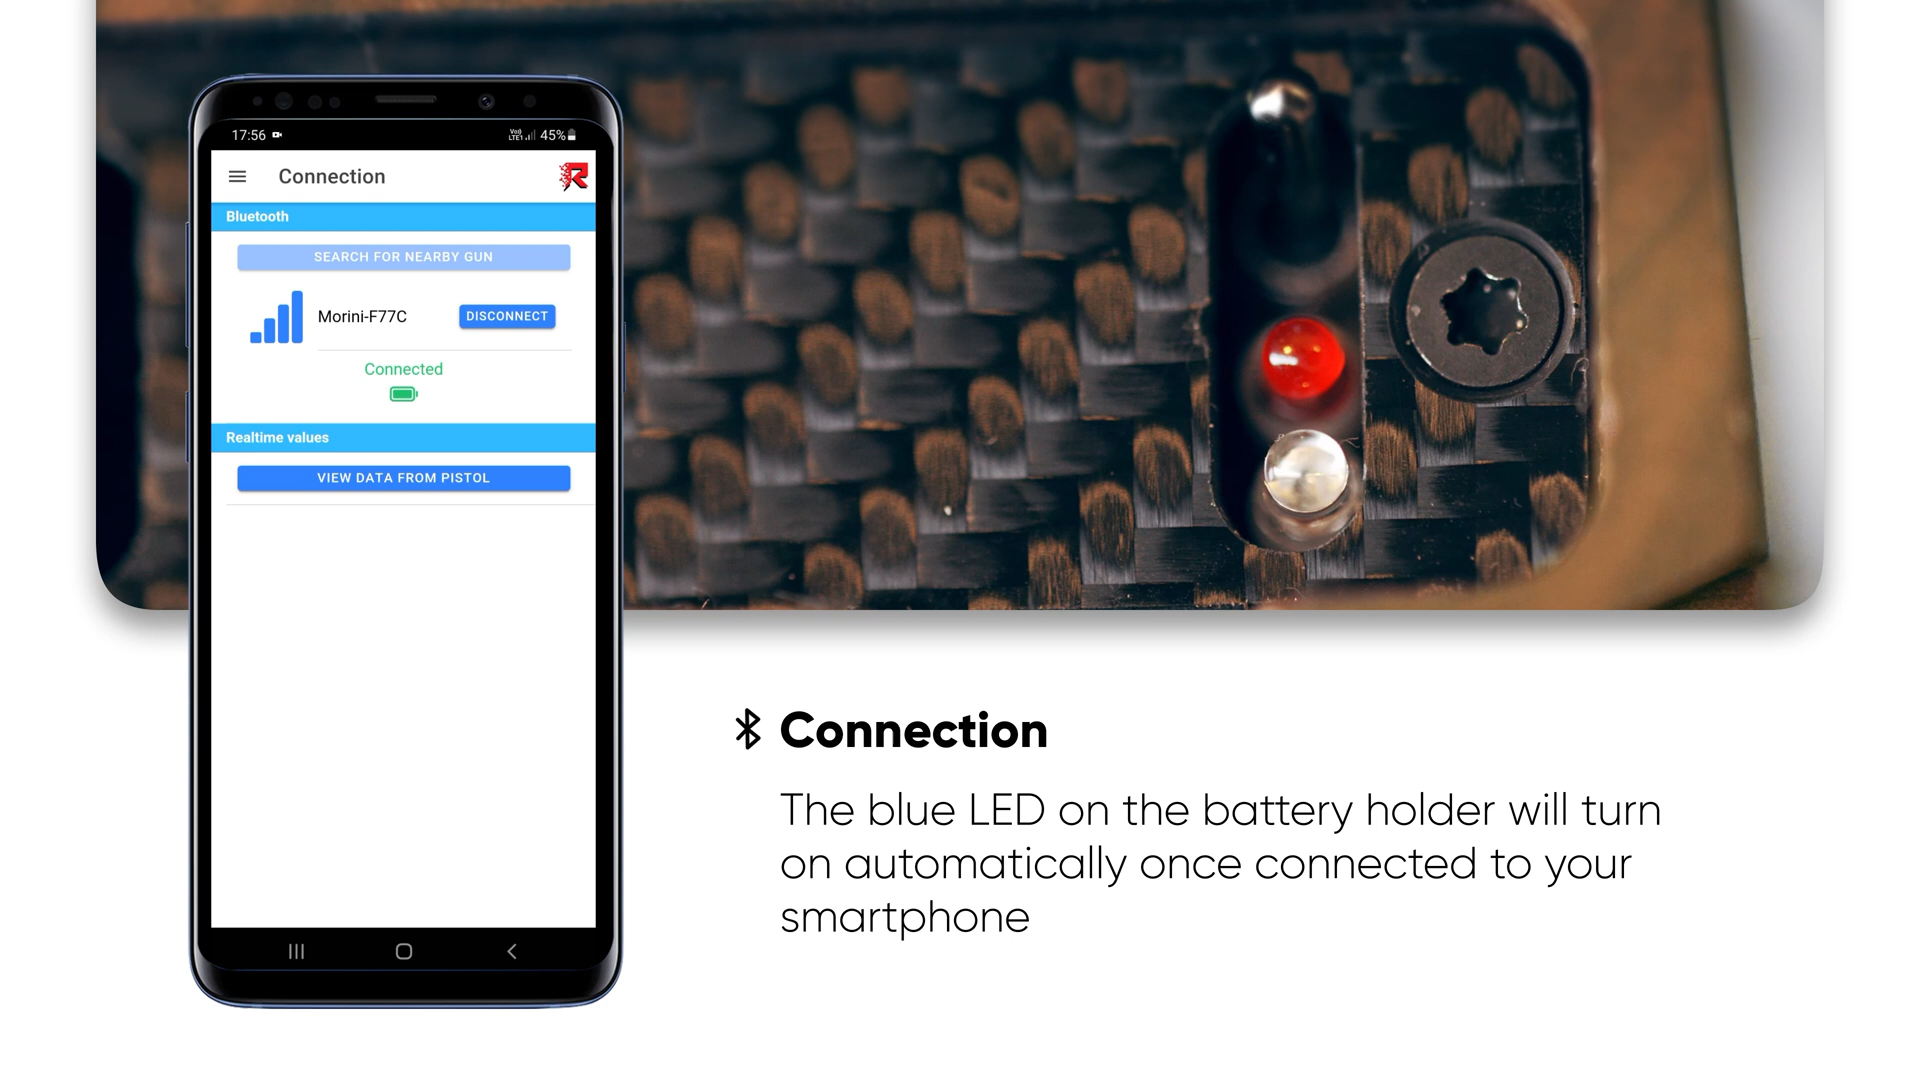 17:56
45%
Connection
Bluetooth
SEARCH FOR NEARBY GUN
Morini-F77C
DISCONNECT
Connected
Realtime values
VIEW DATA FROM PISTOL
Connection
The blue LED on the battery holder will turn
on automatically once connected to your
smartphone